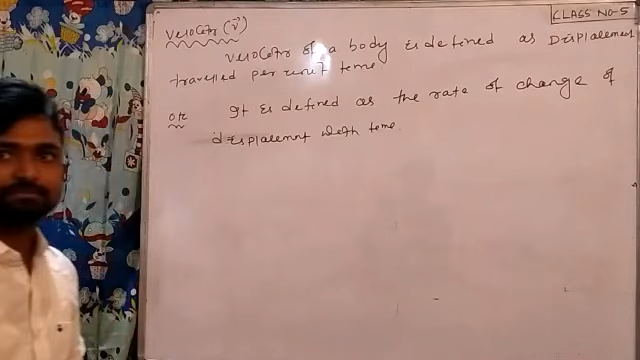 CLASS NO-5
Velocity (v⃗)
Velocity of a body is defined as Displacement
travelled per unit time
OR It is defined as the rate of change of
displacement with time.